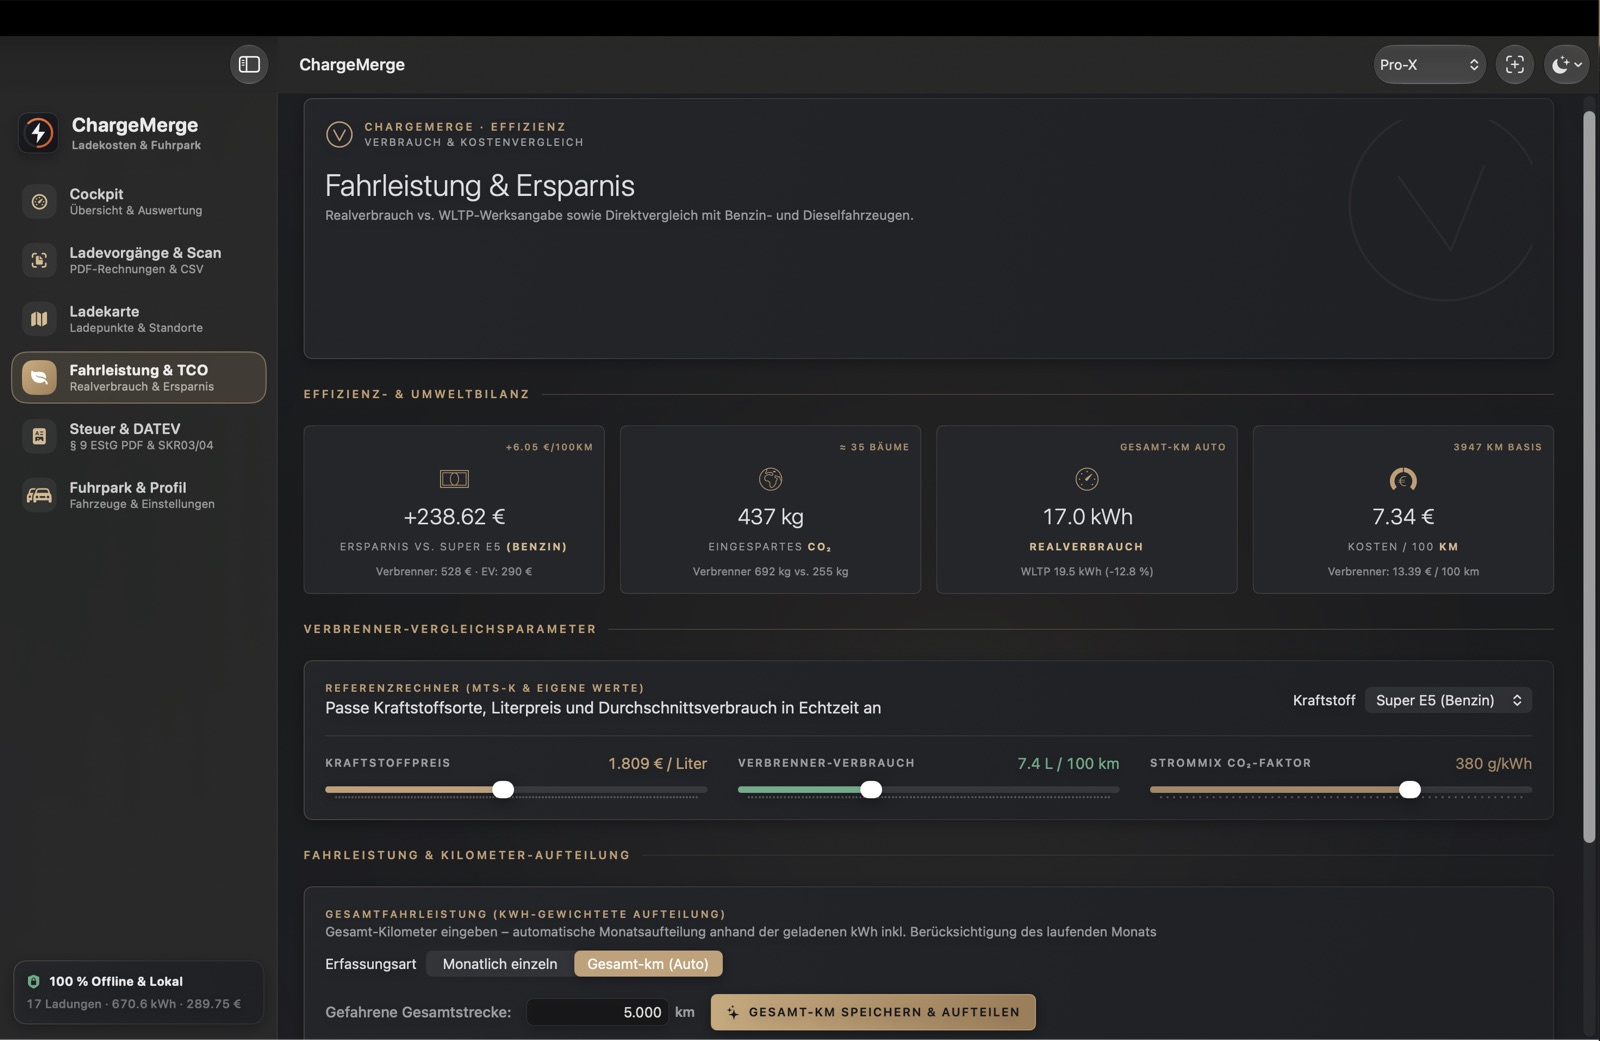 ChargeMerge
Pro-X
ChargeMerge
Ladekosten & Fuhrpark
Cockpit
Übersicht & Auswertung
Ladevorgänge & Scan
PDF-Rechnungen & CSV
Ladekarte
Ladepunkte & Standorte
Fahrleistung & TCO
Realverbrauch & Ersparnis
Steuer & DATEV
§ 9 EStG PDF & SKR03/04
Fuhrpark & Profil
Fahrzeuge & Einstellungen
100 % Offline & Lokal
17 Ladungen · 670.6 kWh · 289.75 €
CHARGEMERGE · EFFIZIENZ
VERBRAUCH & KOSTENVERGLEICH
Fahrleistung & Ersparnis
Realverbrauch vs. WLTP-Werksangabe sowie Direktvergleich mit Benzin- und Dieselfahrzeugen.
EFFIZIENZ- & UMWELTBILANZ
+6.05 €/100KM
+238.62 €
ERSPARNIS VS. SUPER E5 (BENZIN)
Verbrenner: 528 € · EV: 290 €
≈ 35 BÄUME
437 kg
EINGESPARTES CO₂
Verbrenner 692 kg vs. 255 kg
GESAMT-KM AUTO
17.0 kWh
REALVERBRAUCH
WLTP 19.5 kWh (-12.8 %)
3947 KM BASIS
7.34 €
KOSTEN / 100 KM
Verbrenner: 13.39 € / 100 km
VERBRENNER-VERGLEICHSPARAMETER
REFERENZRECHNER (MTS-K & EIGENE WERTE)
Passe Kraftstoffsorte, Literpreis und Durchschnittsverbrauch in Echtzeit an
Kraftstoff Super E5 (Benzin)
KRAFTSTOFFPREIS 1.809 € / Liter
VERBRENNER-VERBRAUCH 7.4 L / 100 km
STROMMIX CO₂-FAKTOR 380 g/kWh
FAHRLEISTUNG & KILOMETER-AUFTEILUNG
GESAMTFAHRLEISTUNG (KWH-GEWICHTETE AUFTEILUNG)
Gesamt-Kilometer eingeben – automatische Monatsaufteilung anhand der geladenen kWh inkl. Berücksichtigung des laufenden Monats
Erfassungsart Monatlich einzeln Gesamt-km (Auto)
Gefahrene Gesamtstrecke: 5.000 km GESAMT-KM SPEICHERN & AUFTEILEN